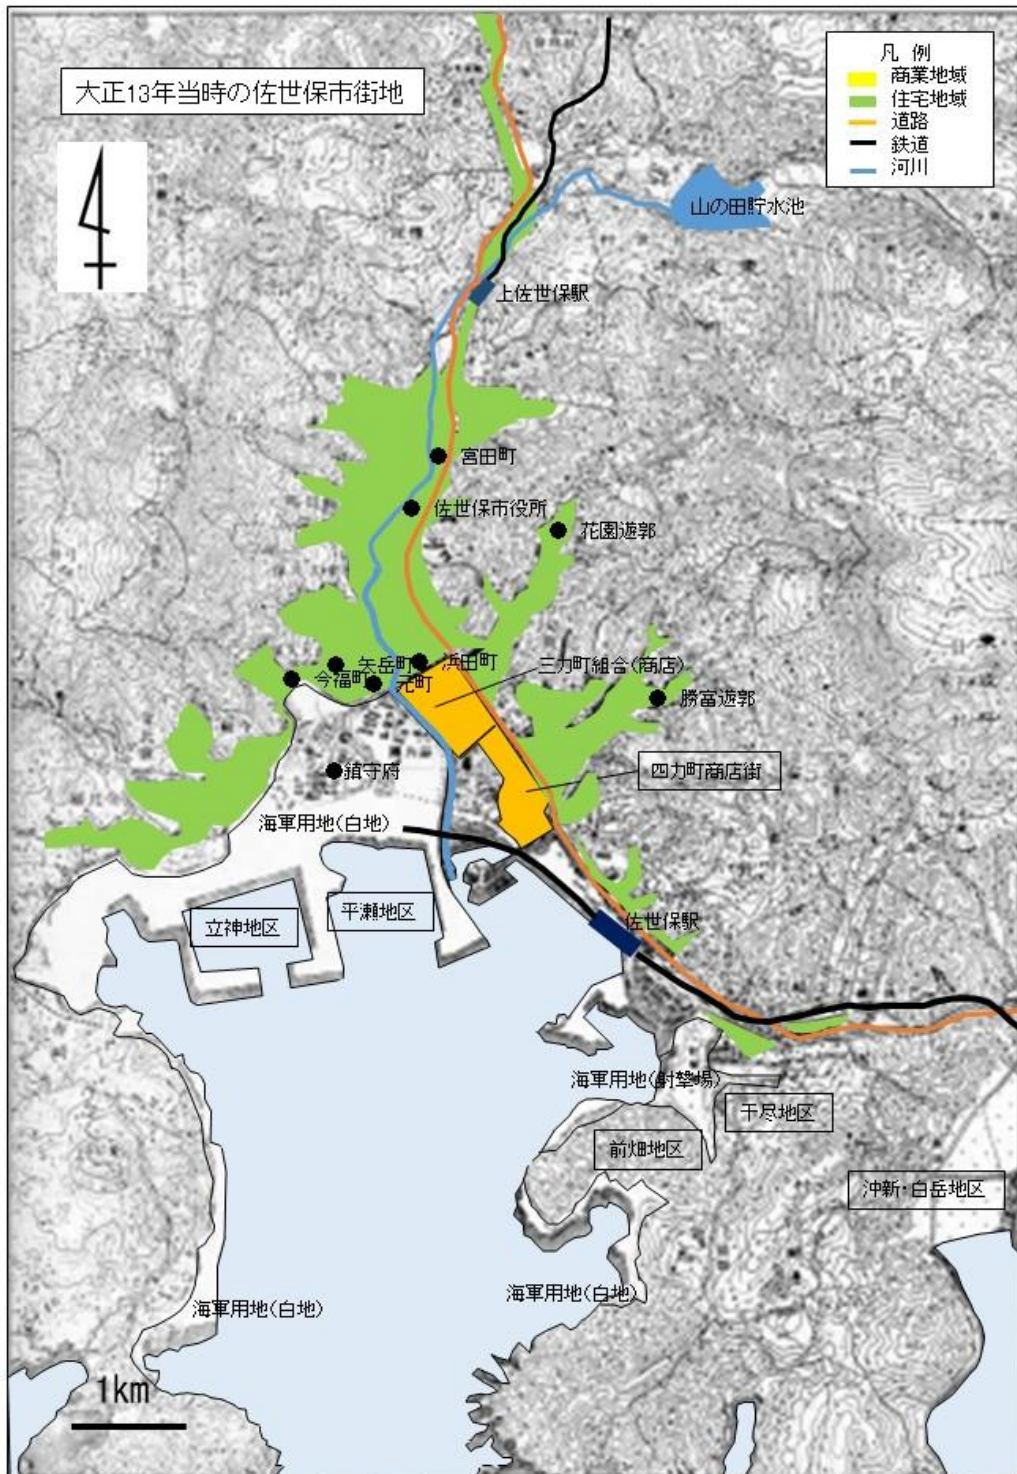 大正13年当時の佐世保市街地
凡 例
商業地域
住宅地域
道路
鉄道
河川
山の田貯水池
上佐世保駅
宮田町
佐世保市役所
花園遊郭
矢岳町
浜田町
三カ町組合(商店)
今福町
元町
勝富遊郭
鎮守府
四カ町商店街
海軍用地(白地)
平瀬地区
立神地区
佐世保駅
海軍用地(射撃場)
干尽地区
前畑地区
沖新・白岳地区
海軍用地(白地)
海軍用地(白地)
1km